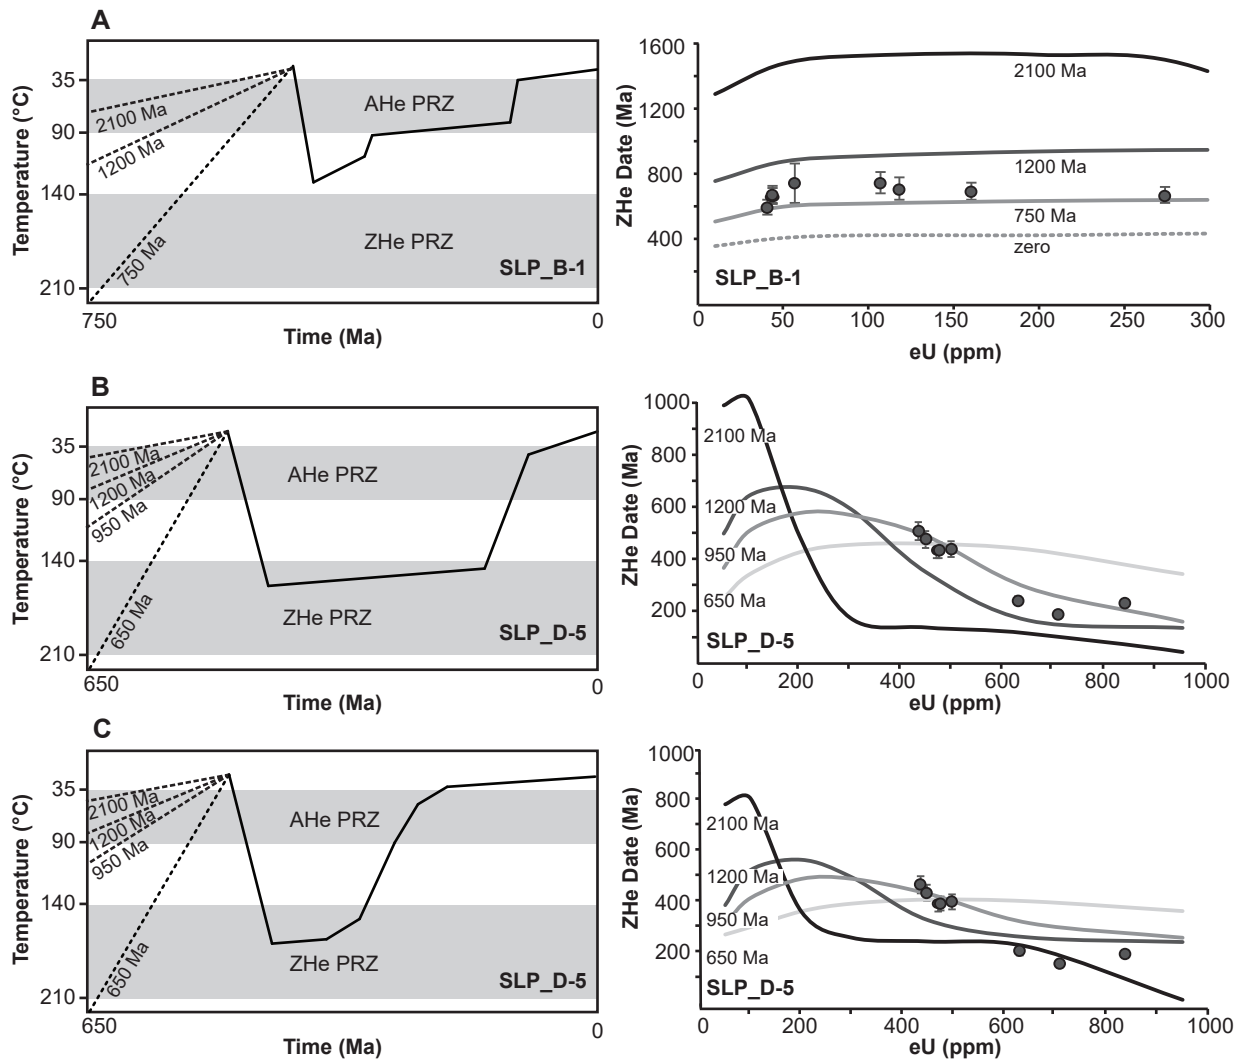 A
Temperature (°C)
35
90
140
210
2100 Ma
1200 Ma
750 Ma
AHe PRZ
ZHe PRZ
SLP_B-1
750
0
Time (Ma)
ZHe Date (Ma)
1600
1200
800
400
2100 Ma
1200 Ma
750 Ma
zero
SLP_B-1
0 50 100 150 200 250 300
eU (ppm)
B
Temperature (°C)
35
90
140
210
2100 Ma
1200 Ma
950 Ma
650 Ma
AHe PRZ
ZHe PRZ
SLP_D-5
650
0
Time (Ma)
ZHe Date (Ma)
1000
800
600
400
200
2100 Ma
1200 Ma
950 Ma
650 Ma
SLP_D-5
0 200 400 600 800 1000
eU (ppm)
C
Temperature (°C)
35
90
140
210
2100 Ma
1200 Ma
950 Ma
650 Ma
AHe PRZ
ZHe PRZ
SLP_D-5
650
0
Time (Ma)
ZHe Date (Ma)
1000
800
600
400
200
2100 Ma
1200 Ma
950 Ma
650 Ma
SLP_D-5
0 200 400 600 800 1000
eU (ppm)